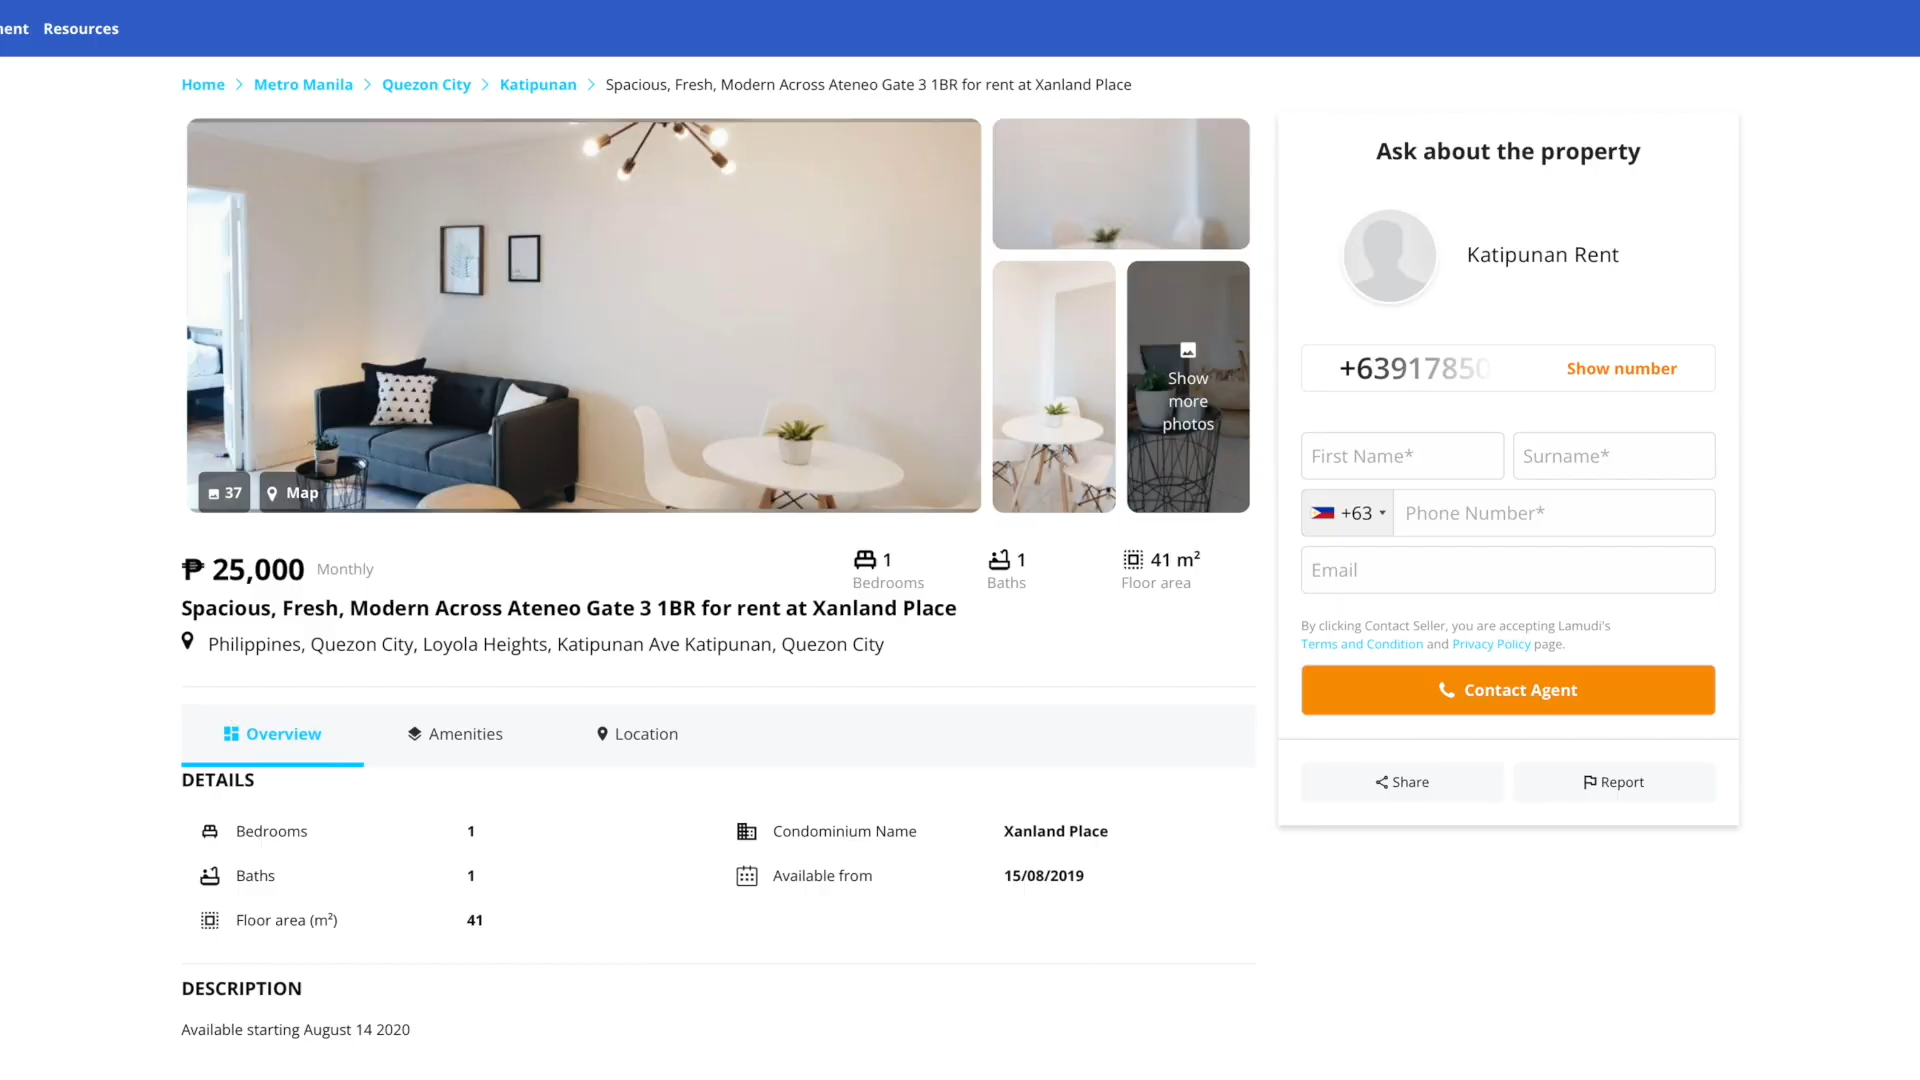 Resources
Home > Metro Manila > Quezon City > Katipunan > Spacious, Fresh, Modern Across Ateneo Gate 3 1BR for rent at Xanland Place
Show
more
photos
37 Map
₱ 25,000 Monthly
1 Bedrooms
1 Baths
41 m² Floor area
Spacious, Fresh, Modern Across Ateneo Gate 3 1BR for rent at Xanland Place
Philippines, Quezon City, Loyola Heights, Katipunan Ave Katipunan, Quezon City
Overview Amenities Location
DETAILS
Bedrooms 1 Condominium Name Xanland Place
Baths 1 Available from 15/08/2019
Floor area (m²) 41
DESCRIPTION
Available starting August 14 2020
Ask about the property
Katipunan Rent
+63917850 Show number
First Name* Surname*
+63 Phone Number*
Email
By clicking Contact Seller, you are accepting Lamudi's
Terms and Condition and Privacy Policy page.
Contact Agent
Share Report